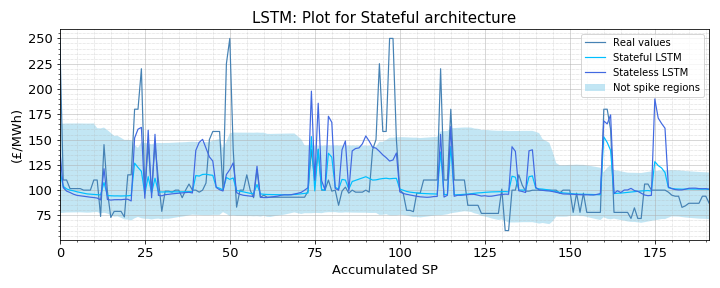 LSTM: Plot for Stateful architecture
250
225
200
175
150
125
100
75
(£/MWh)
Real values
Stateful LSTM
Stateless LSTM
Not spike regions
0
25
50
75
100
125
150
175
Accumulated SP